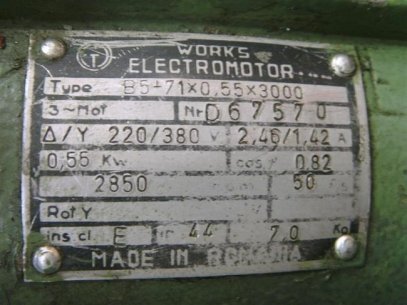 T WORKS
ELECTROMOTOR
Type B5-71x0,55x3000
3~Mot Nr D67570
Δ/Y 220/380 V 2,46/1,42 A
0,55 Kw cos 0,82
2850 50
Rot Y V
ins.cl. E 44 7,0 Kg
MADE IN ROMANIA